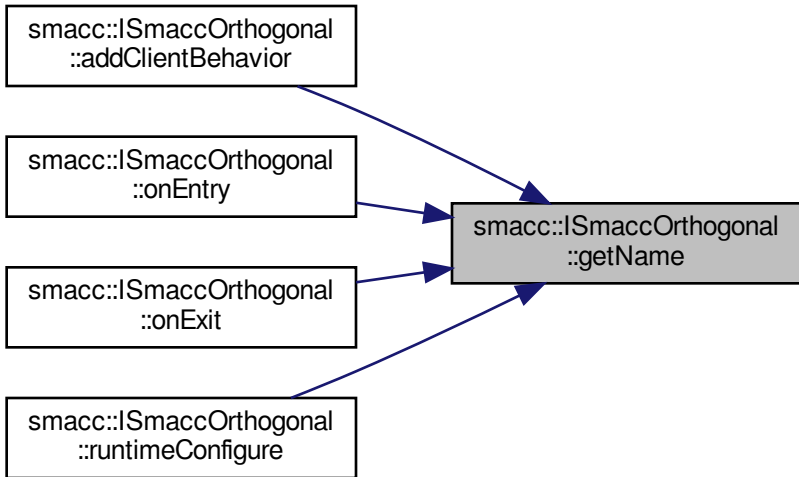 smacc::ISmaccOrthogonal
::addClientBehavior
smacc::ISmaccOrthogonal
::onEntry
smacc::ISmaccOrthogonal
::getName
smacc::ISmaccOrthogonal
::onExit
smacc::ISmaccOrthogonal
::runtimeConfigure